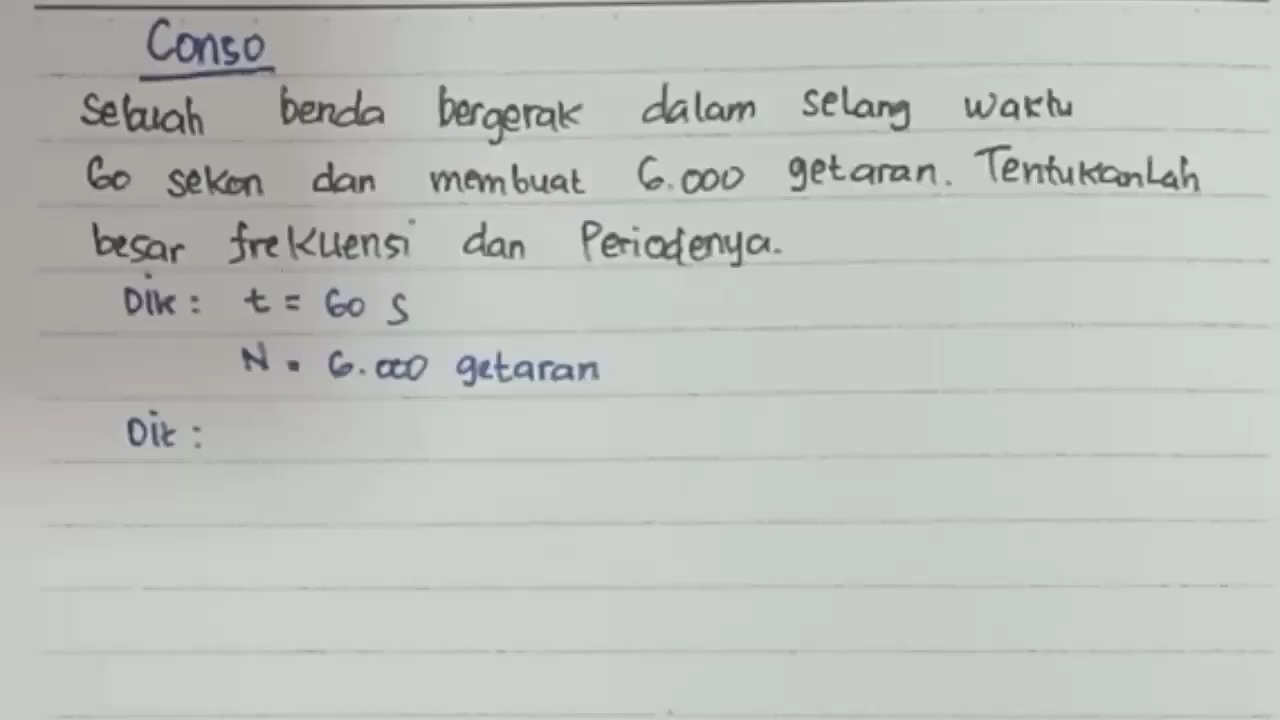 Conso
Sebuah benda bergerak dalam selang waktu
60 sekon dan membuat 6.000 getaran. Tentukanlah
besar frekuensi dan Periodenya.
Dik : t = 60 s
N = 6.000 getaran
Dit :